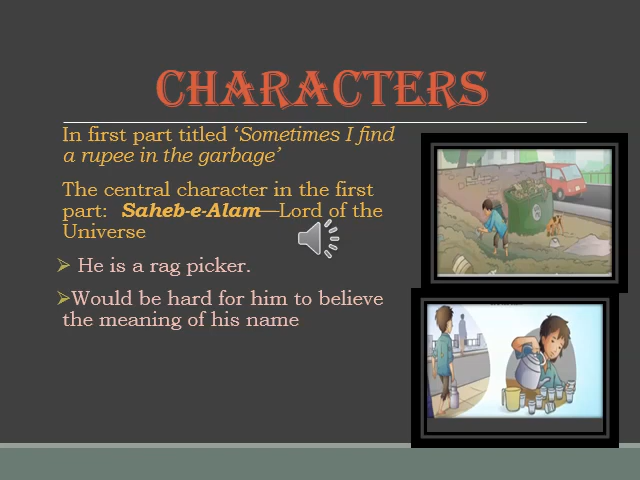 CHARACTERS
In first part titled ‘Sometimes I find
a rupee in the garbage’
The central character in the first
part: Saheb-e-Alam—Lord of the
Universe
He is a rag picker.
Would be hard for him to believe
the meaning of his name